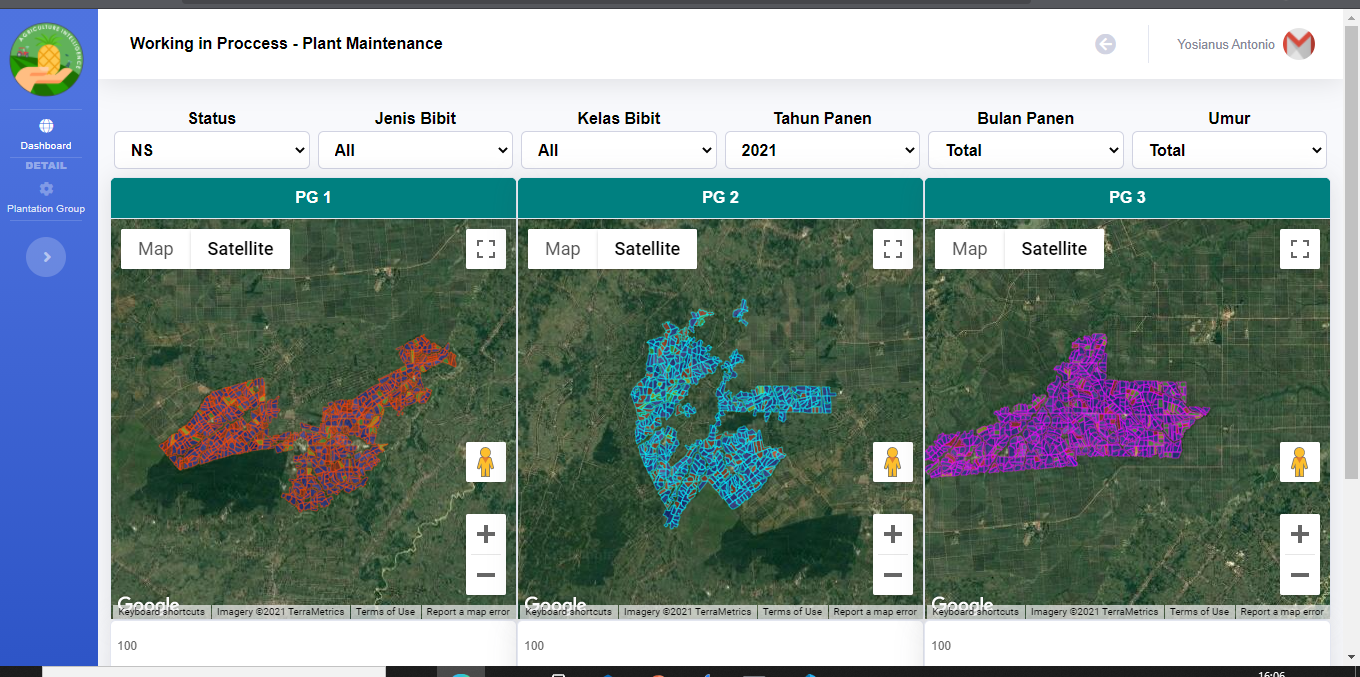 AGRICULTURE INTELLIGENCE
Working in Proccess - Plant Maintenance
Yosianus Antonio
Dashboard
DETAIL
Plantation Group
Status
Jenis Bibit
Kelas Bibit
Tahun Panen
Bulan Panen
Umur
NS
All
All
2021
Total
Total
PG 1
PG 2
PG 3
Map
Satellite
Map
Satellite
Map
Satellite
Google
Keyboard shortcuts
Imagery ©2021 TerraMetrics
Terms of Use
Report a map error
Google
Keyboard shortcuts
Imagery ©2021 TerraMetrics
Terms of Use
Report a map error
Google
Keyboard shortcuts
Imagery ©2021 TerraMetrics
Terms of Use
Report a map error
100
100
100
16:06